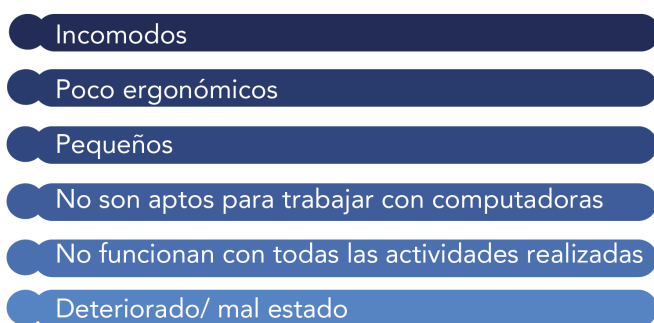 Incomodos
Poco ergonómicos
Pequeños
No son aptos para trabajar con computadoras
No funcionan con todas las actividades realizadas
Deteriorado/ mal estado